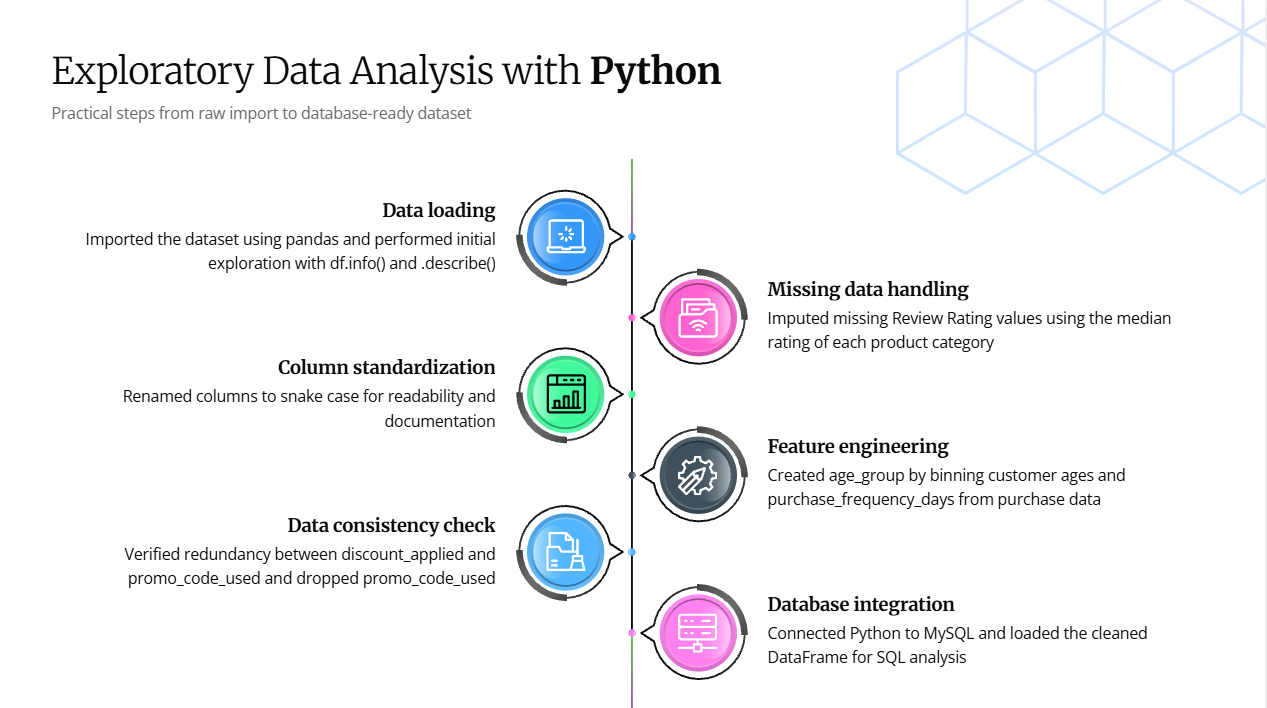 Exploratory Data Analysis with Python
Practical steps from raw import to database-ready dataset
Data loading
Imported the dataset using pandas and performed initial
exploration with df.info() and .describe()
Missing data handling
Imputed missing Review Rating values using the median
rating of each product category
Column standardization
Renamed columns to snake case for readability and
documentation
Feature engineering
Created age_group by binning customer ages and
purchase_frequency_days from purchase data
Data consistency check
Verified redundancy between discount_applied and
promo_code_used and dropped promo_code_used
Database integration
Connected Python to MySQL and loaded the cleaned
DataFrame for SQL analysis